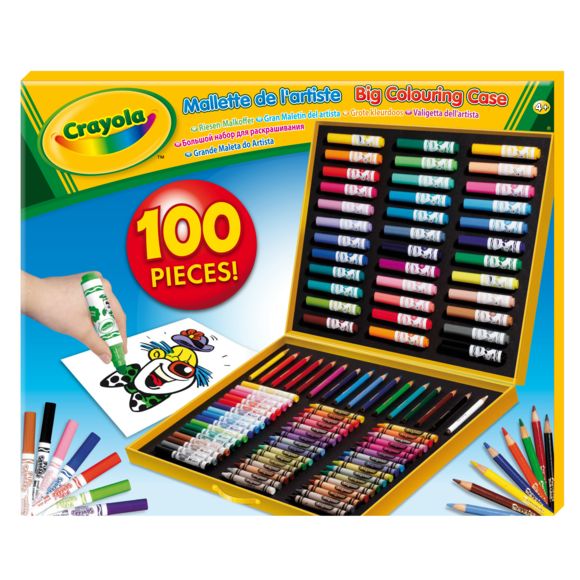 Crayola
™
Mallette de l'artiste Big Colouring Case
Riesen-Malkoffer Gran Maletín del artista Grote kleurdoos Valigetta dell'artista
Большой набор для раскрашивания
Grande Maleta do Artista
4+
100
PIECES!